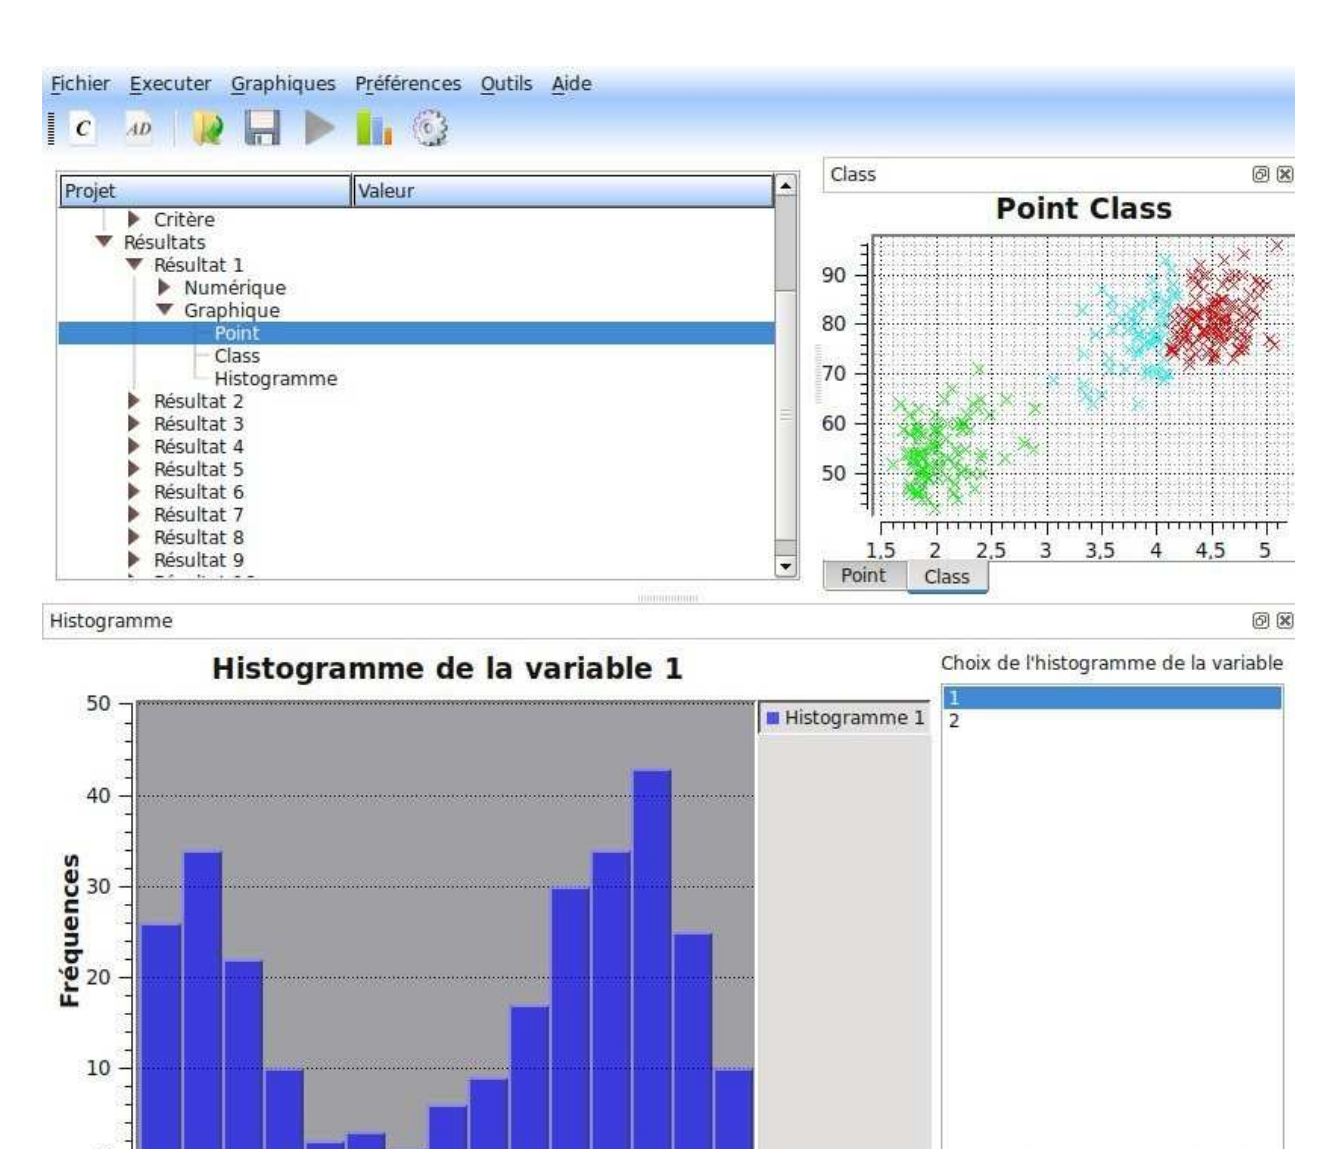 Fichier Executer Graphiques Préférences Outils Aide
C AD
Projet Valeur
Critère
Résultats
Résultat 1
Numérique
Graphique
Point
Class
Histogramme
Résultat 2
Résultat 3
Résultat 4
Résultat 5
Résultat 6
Résultat 7
Résultat 8
Résultat 9
Class
Point Class
90
80
70
60
50
1,5 2 2,5 3 3,5 4 4,5 5
Point Class
Histogramme
Histogramme de la variable 1
50
40
30
20
10
Fréquences
Histogramme 1
Choix de l'histogramme de la variable
1
2